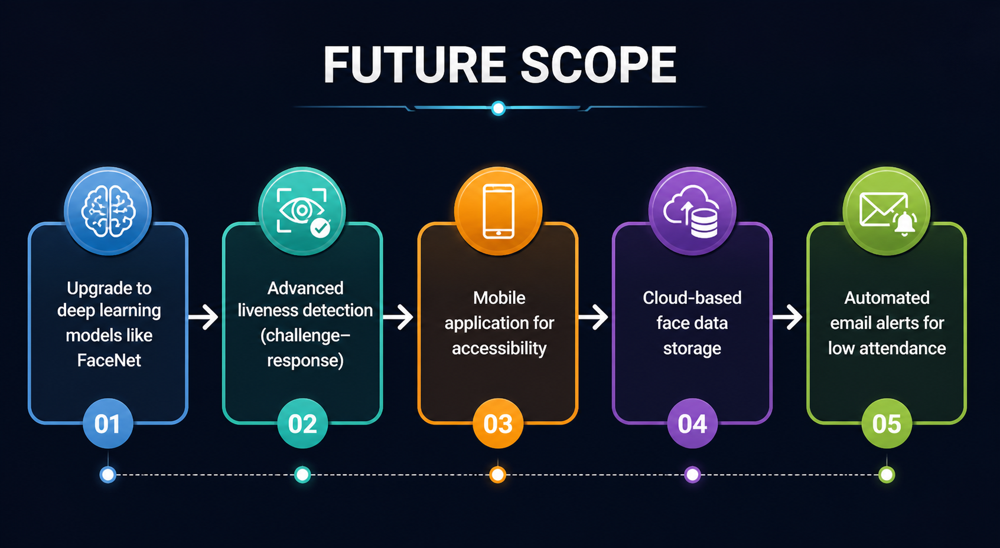 FUTURE SCOPE
Upgrade to
deep learning
models like
FaceNet
01
Advanced
liveness detection
(challenge–
response)
02
Mobile
application for
accessibility
03
Cloud-based
face data
storage
04
Automated
email alerts for
low attendance
05